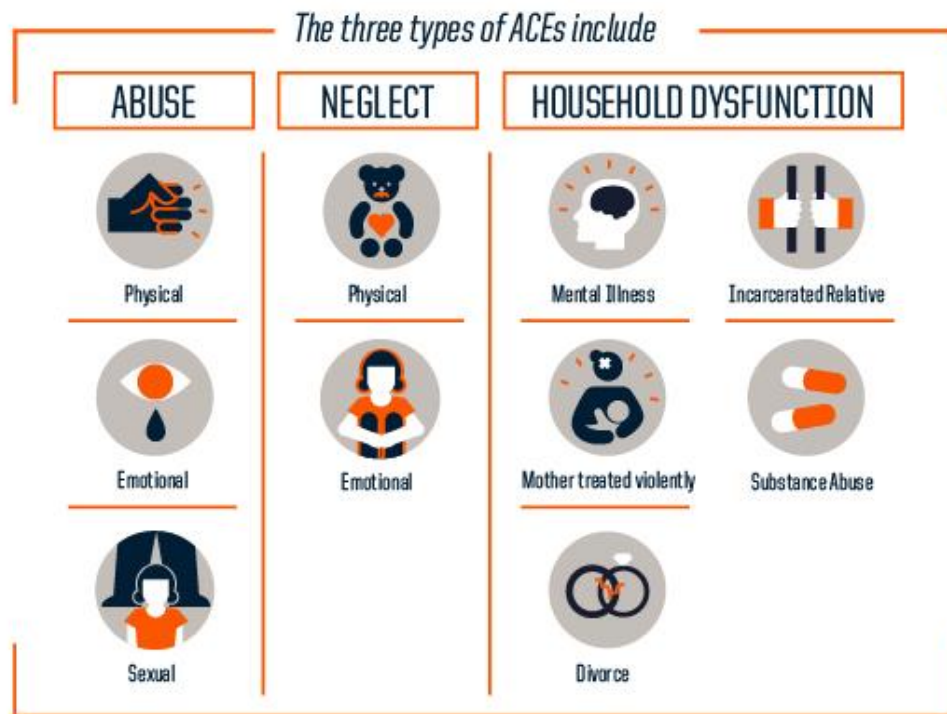 The three types of ACEs include
ABUSE
Physical
Emotional
Sexual
NEGLECT
Physical
Emotional
HOUSEHOLD DYSFUNCTION
Mental Illness
Incarcerated Relative
Mother treated violently
Substance Abuse
Divorce